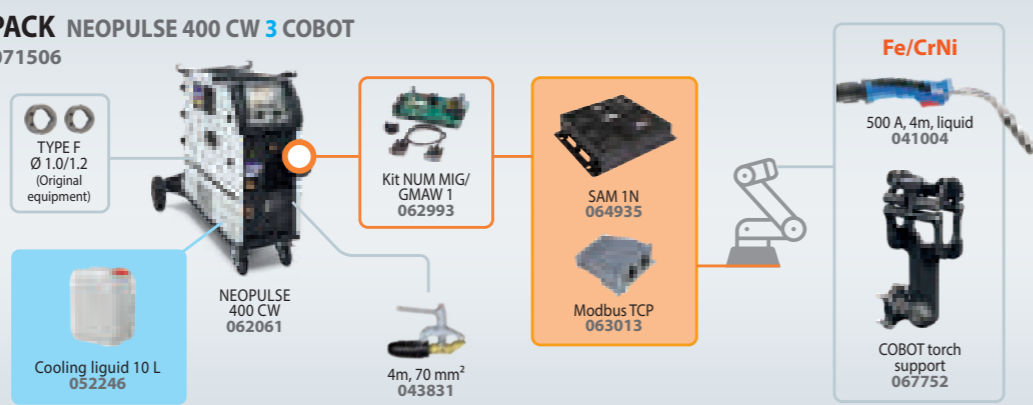 PACK NEOPULSE 400 CW 3 COBOT
071506
TYPE F
Ø 1.0/1.2
(Original
equipment)
Cooling liguid 10 L
052246
NEOPULSE
400 CW
062061
Kit NUM MIG/
GMAW 1
062993
4m, 70 mm²
043831
SAM 1N
064935
Modbus TCP
063013
Fe/CrNi
500 A, 4m, liquid
041004
COBOT torch
support
067752